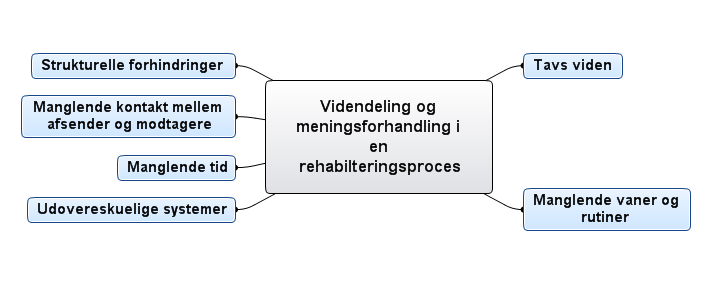 Strukturelle forhindringer
Manglende kontakt mellem
afsender og modtagere
Manglende tid
Udovereskuelige systemer
Videndeling og
meningsforhandling i
en
rehabilteringsproces
Tavs viden
Manglende vaner og
rutiner